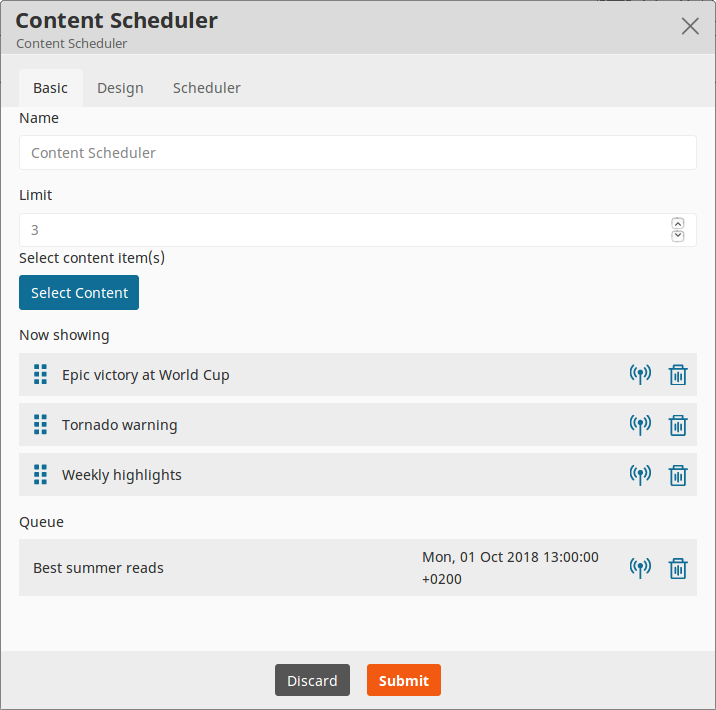 Content Scheduler
Content Scheduler
Basic Design Scheduler
Name
Content Scheduler
Limit
3
Select content item(s)
Select Content
Now showing
Epic victory at World Cup
Tornado warning
Weekly highlights
Queue
Best summer reads Mon, 01 Oct 2018 13:00:00
+0200
Discard Submit